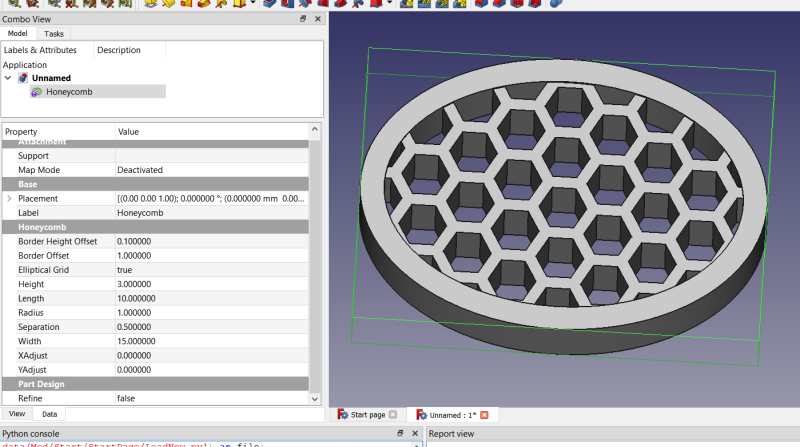 Combo View
Model Tasks
Labels & Attributes Description
Application
Unnamed
Honeycomb
Property Value
Attachment
Support
Map Mode Deactivated
Base
Placement [(0.00 0.00 1.00); 0.000000 °; (0.000000 mm 0.00...
Label Honeycomb
Honeycomb
Border Height Offset 0.100000
Border Offset 1.000000
Elliptical Grid true
Height 3.000000
Length 10.000000
Radius 1.000000
Separation 0.500000
Width 15.000000
XAdjust 0.000000
YAdjust 0.000000
Part Design
Refine false
View Data
Start page Unnamed : 1*
Python console Report view
data/Mod/Start/StartPage/LoadNew.py') as file: